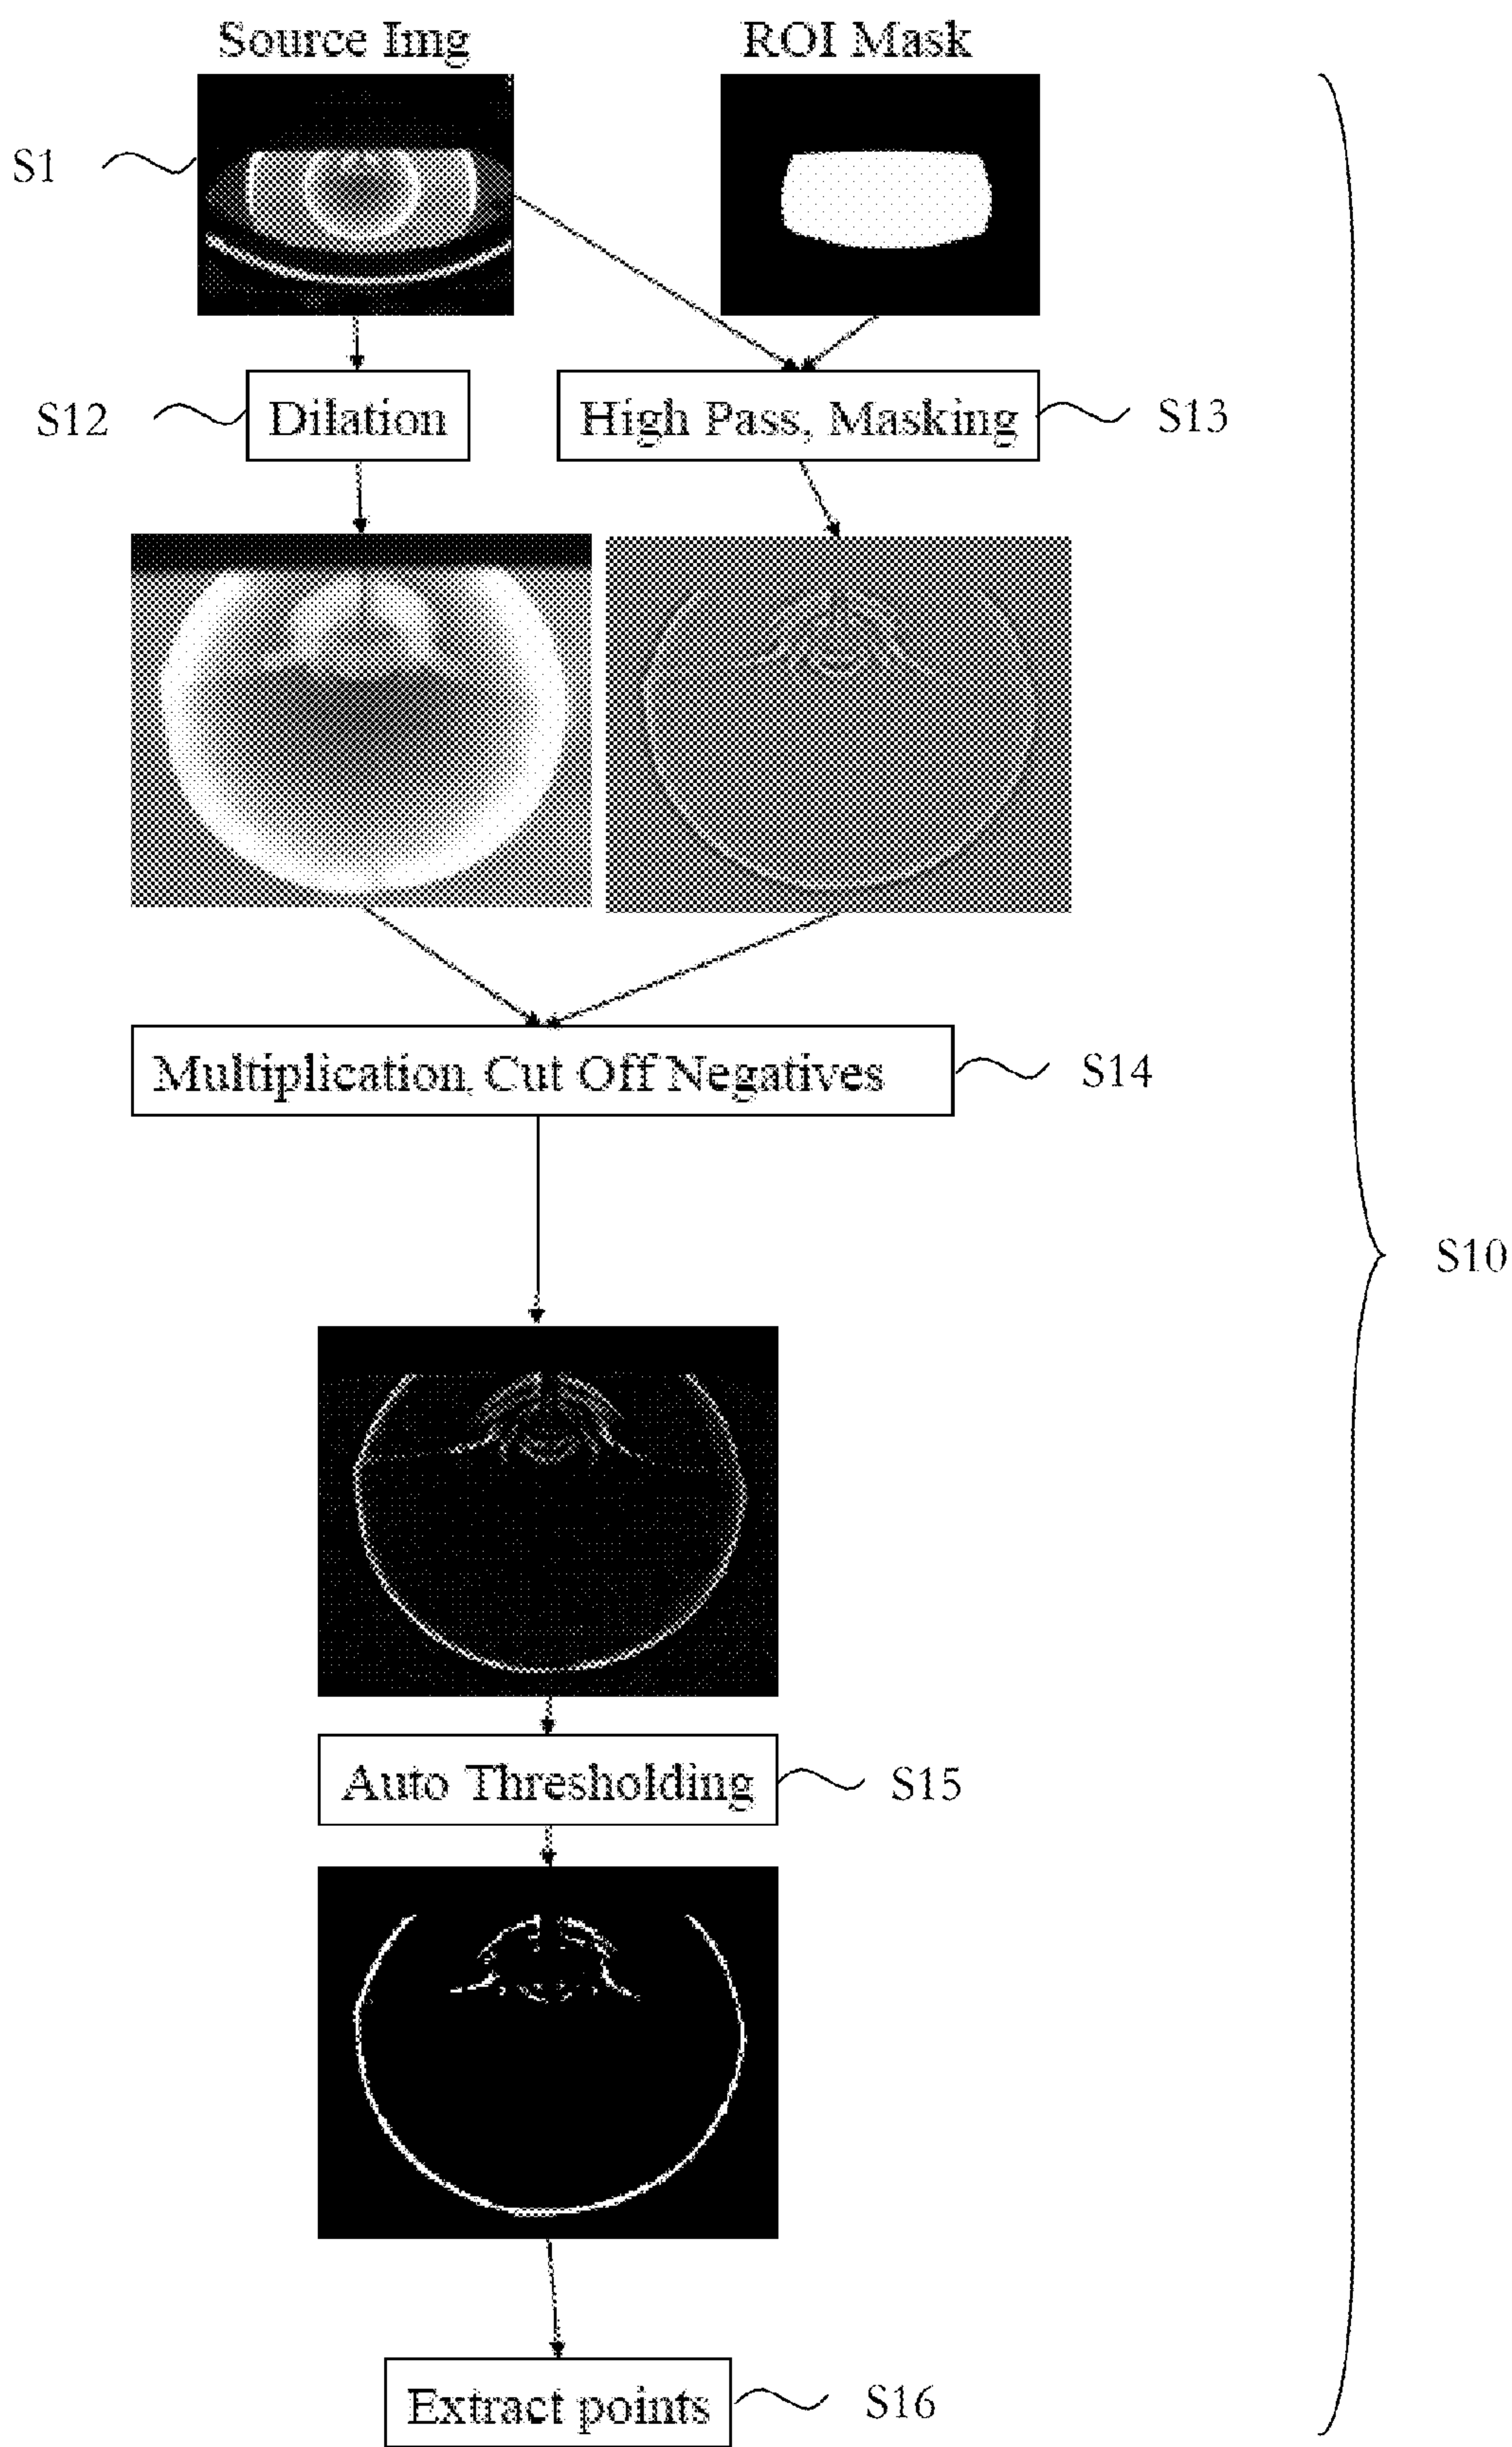 Source Img
ROI Mask
S1
S12
Dilation
High Pass, Masking
S13
Multiplication, Cut Off Negatives
S14
S10
Auto Thresholding
S15
Extract points
S16